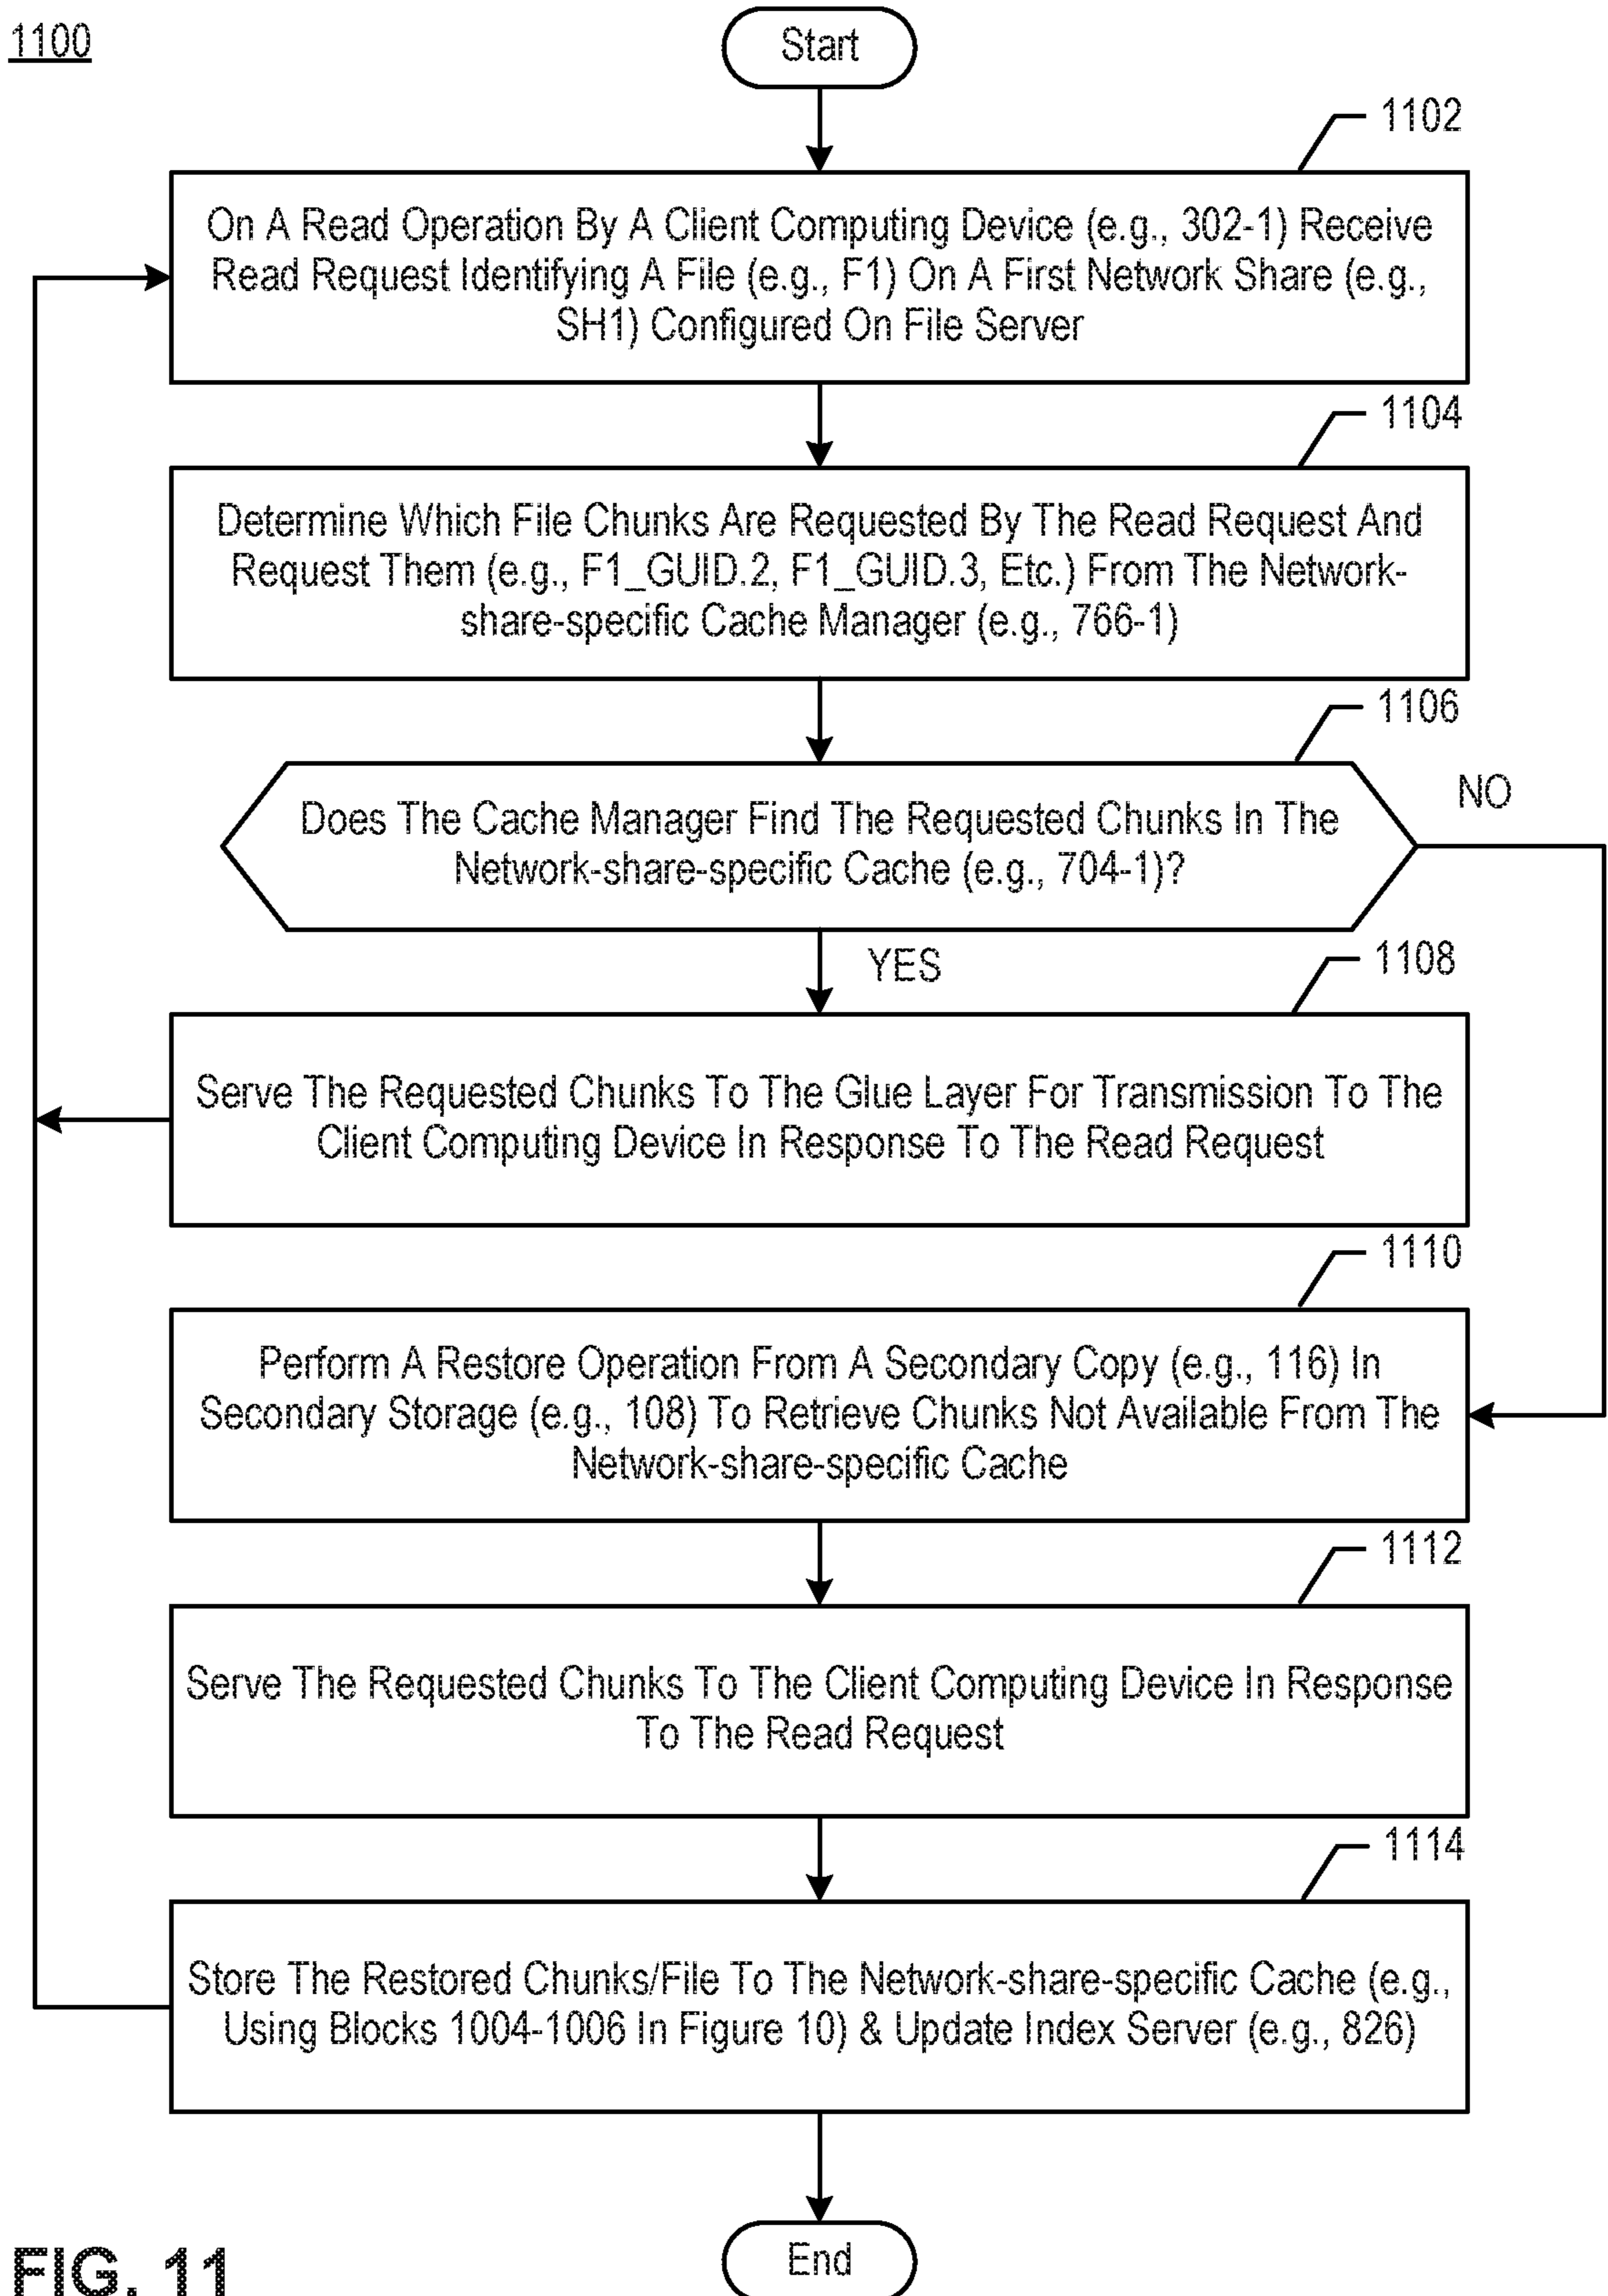 1100
Start
1102
On A Read Operation By A Client Computing Device (e.g., 302-1) Receive
Read Request Identifying A File (e.g., F1) On A First Network Share (e.g.,
SH1) Configured On File Server
1104
Determine Which File Chunks Are Requested By The Read Request And
Request Them (e.g., F1_GUID.2, F1_GUID.3, Etc.) From The Network-
share-specific Cache Manager (e.g., 766-1)
1106
Does The Cache Manager Find The Requested Chunks In The
Network-share-specific Cache (e.g., 704-1)?
NO
YES
1108
Serve The Requested Chunks To The Glue Layer For Transmission To The
Client Computing Device In Response To The Read Request
1110
Perform A Restore Operation From A Secondary Copy (e.g., 116) In
Secondary Storage (e.g., 108) To Retrieve Chunks Not Available From The
Network-share-specific Cache
1112
Serve The Requested Chunks To The Client Computing Device In Response
To The Read Request
1114
Store The Restored Chunks/File To The Network-share-specific Cache (e.g.,
Using Blocks 1004-1006 In Figure 10) & Update Index Server (e.g., 826)
End
FIG. 11